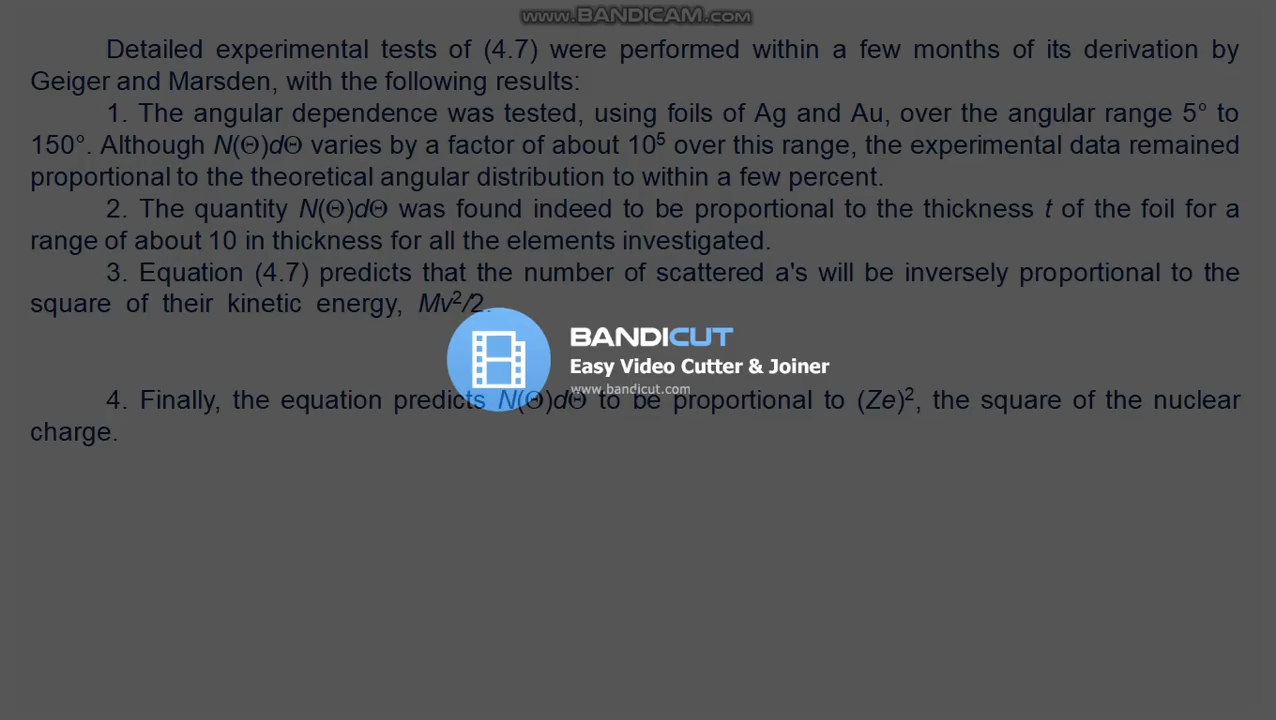 www.BANDICAM.com
Detailed experimental tests of (4.7) were performed within a few months of its derivation by
Geiger and Marsden, with the following results:
1. The angular dependence was tested, using foils of Ag and Au, over the angular range 5° to
150°. Although N(Θ)dΘ varies by a factor of about 10⁵ over this range, the experimental data remained
proportional to the theoretical angular distribution to within a few percent.
2. The quantity N(Θ)dΘ was found indeed to be proportional to the thickness t of the foil for a
range of about 10 in thickness for all the elements investigated.
3. Equation (4.7) predicts that the number of scattered a's will be inversely proportional to the
square of their kinetic energy, Mv²/2.
BANDICUT
Easy Video Cutter & Joiner
www.bandicut.com
4. Finally, the equation predicts N(Θ)dΘ to be proportional to (Ze)², the square of the nuclear
charge.